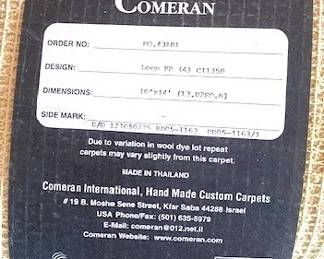 COMERAN
ORDER NO: PO.#3101
DESIGN: Loop PP (4) CT1350
DIMENSIONS: 10'x14' (13.02SQ.M)
SIDE MARK: -
Due to variation in wool dye lot repeat
carpets may vary slightly from this carpet.
MADE IN THAILAND
Comeran International, Hand Made Custom Carpets
# 19 B. Moshe Sene Street, Kfar Saba 44288 Israel
USA Phone/Fax: (501) 635-5979
E-Mail: comeran@012.net.il
Comeran Website: www.comeran.com